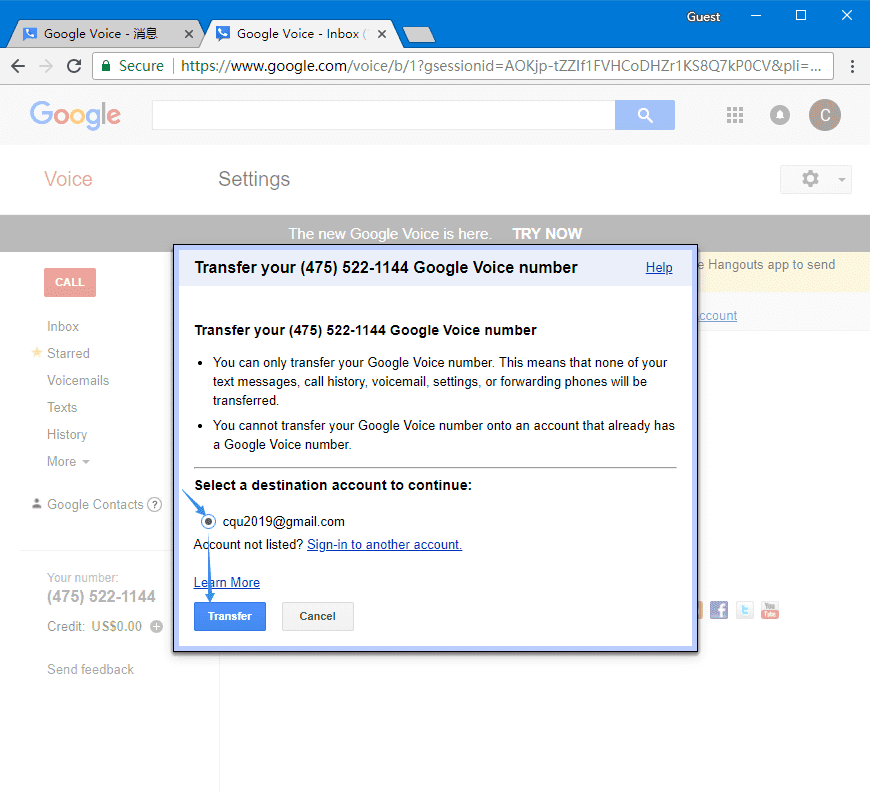 Guest
Google Voice - 消息
Google Voice - Inbox (
Secure
https://www.google.com/voice/b/1?gsessionid=AOKjp-tZZIf1FVHCoDHZr1KS8Q7kP0CV&pli=...
Google
C
Voice
Settings
The new Google Voice is here. TRY NOW
Transfer your (475) 522-1144 Google Voice number
Help
e Hangouts app to send
ccount
CALL
Inbox
Starred
Voicemails
Texts
History
More
Google Contacts ?
Your number:
(475) 522-1144
Credit: US$0.00
Send feedback
Transfer your (475) 522-1144 Google Voice number
• You can only transfer your Google Voice number. This means that none of your
text messages, call history, voicemail, settings, or forwarding phones will be
transferred.
• You cannot transfer your Google Voice number onto an account that already has
a Google Voice number.
Select a destination account to continue:
cqu2019@gmail.com
Account not listed? Sign-in to another account.
Learn More
Transfer
Cancel
f
t
You
Tube